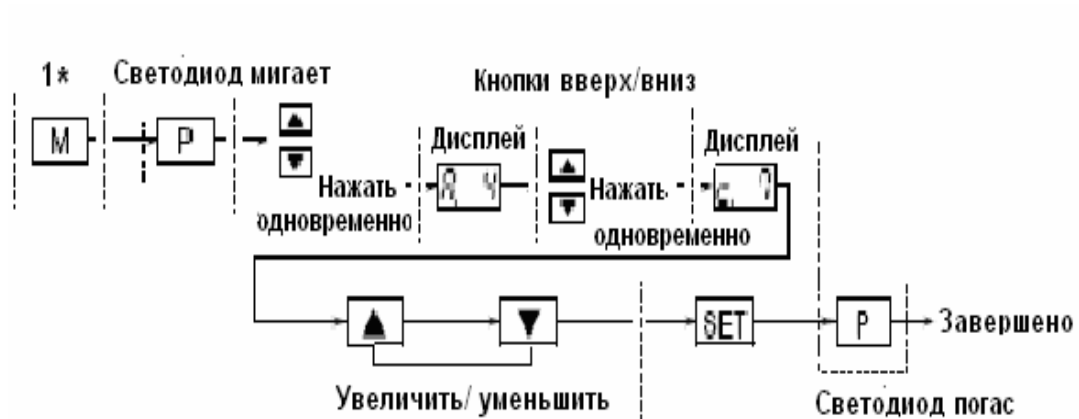 1* Светодиод мигает
Кнопки вверх/вниз
M P ▲ ▼
Нажать
одновременно
Дисплей
▲ ▼
Нажать
одновременно
Дисплей
▲ ▼ SET P Завершено
Увеличить/ уменьшить
Светодиод погас